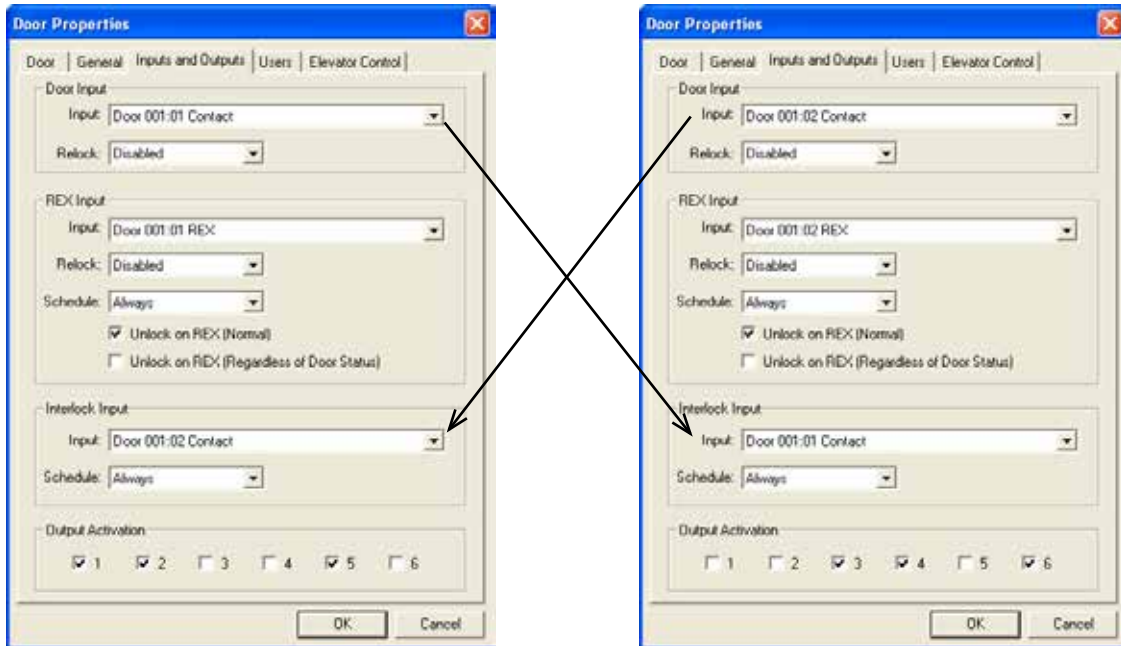 Door Properties
Door General Inputs and Outputs Users Elevator Control
Door Input
Input: Door 001:01 Contact
Relock: Disabled
REX Input
Input: Door 001:01 REX
Relock: Disabled
Schedule: Always
Unlock on REX (Normal)
Unlock on REX (Regardless of Door Status)
Interlock Input
Input: Door 001:02 Contact
Schedule: Always
Output Activation
1 2 3 4 5 6
OK Cancel
Door Properties
Door General Inputs and Outputs Users Elevator Control
Door Input
Input: Door 001:02 Contact
Relock: Disabled
REX Input
Input: Door 001:02 REX
Relock: Disabled
Schedule: Always
Unlock on REX (Normal)
Unlock on REX (Regardless of Door Status)
Interlock Input
Input: Door 001:01 Contact
Schedule: Always
Output Activation
1 2 3 4 5 6
OK Cancel